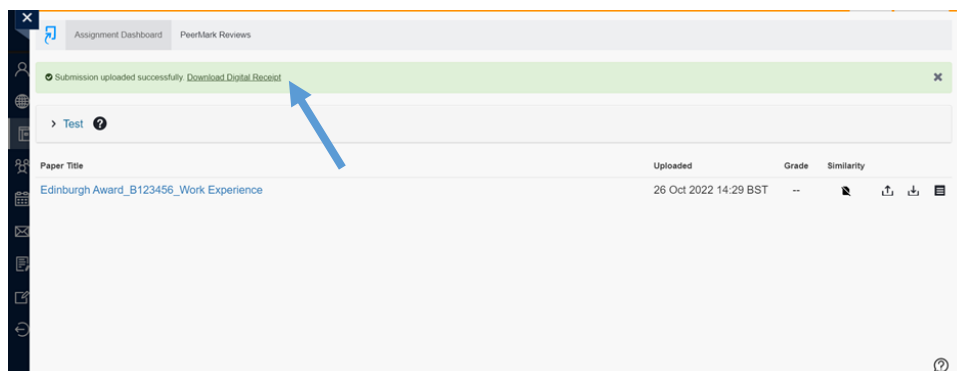 Assignment Dashboard PeerMark Reviews
Submission uploaded successfully. Download Digital Receipt
Test
Paper Title Uploaded Grade Similarity
Edinburgh Award_B123456_Work Experience 26 Oct 2022 14:29 BST --